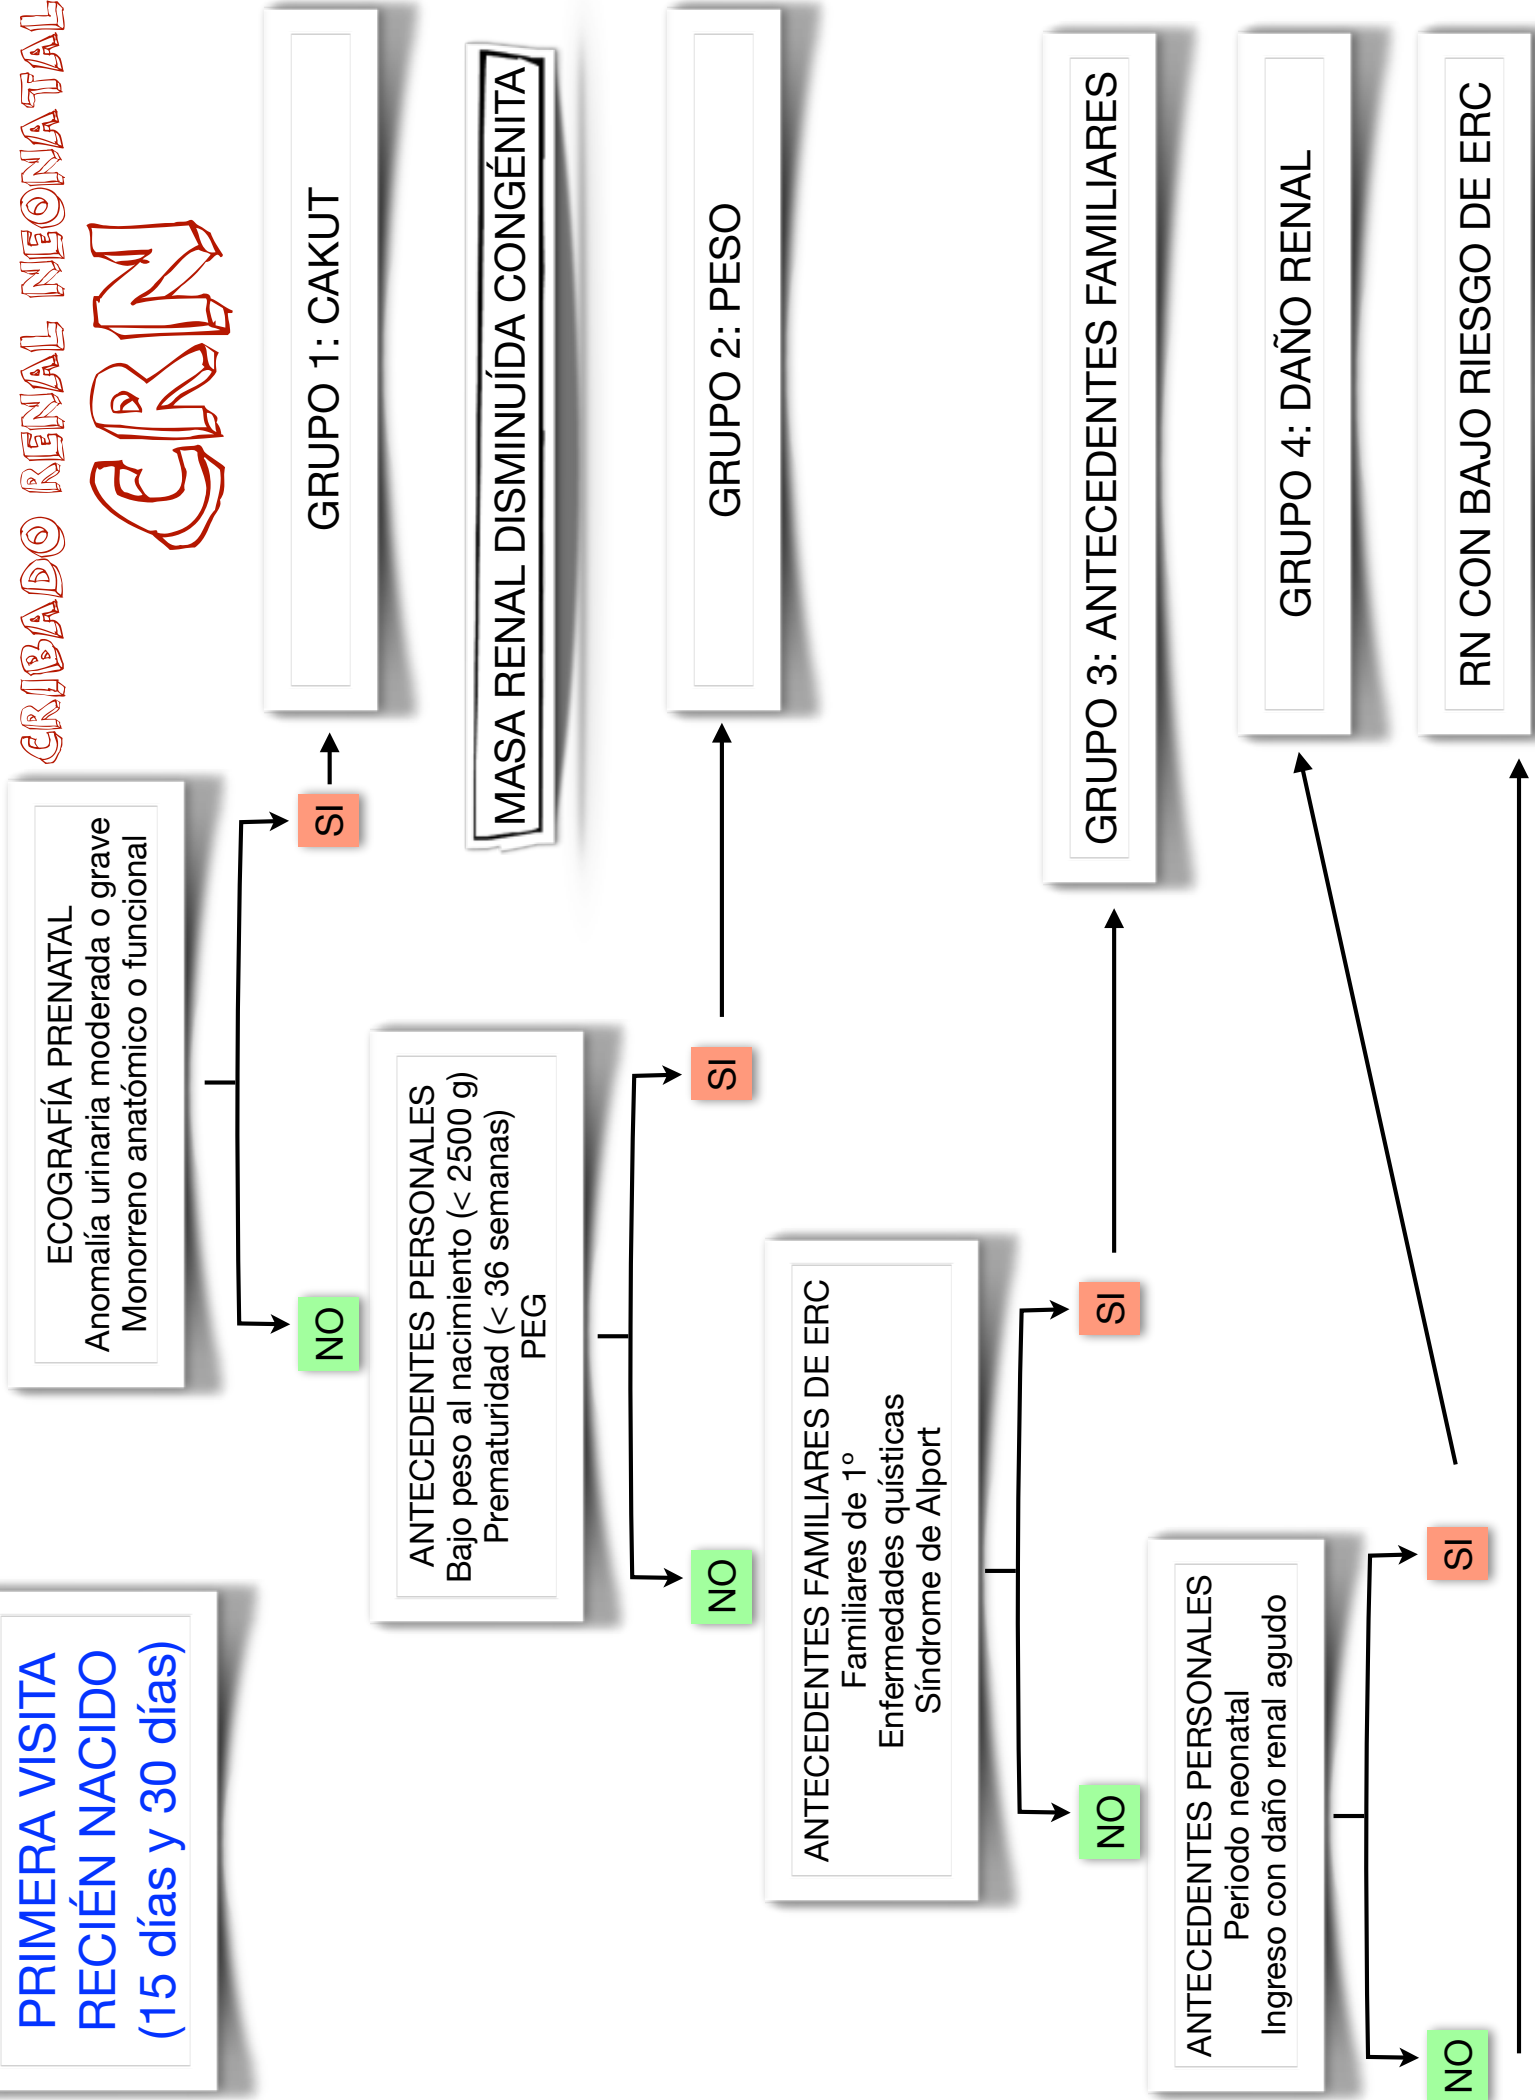 CRIBADO RENAL NEONATAL
CRN
PRIMERA VISITA
RECIÉN NACIDO
(15 días y 30 días)
ECOGRAFÍA PRENATAL
Anomalía urinaria moderada o grave
Monorreno anatómico o funcional
NO
SI
GRUPO 1: CAKUT
MASA RENAL DISMINUÍDA CONGÉNITA
ANTECEDENTES PERSONALES
Bajo peso al nacimiento (< 2500 g)
Prematuridad (< 36 semanas)
PEG
NO
SI
GRUPO 2: PESO
ANTECEDENTES FAMILIARES DE ERC
Familiares de 1º
Enfermedades quísticas
Síndrome de Alport
NO
SI
GRUPO 3: ANTECEDENTES FAMILIARES
ANTECEDENTES PERSONALES
Periodo neonatal
Ingreso con daño renal agudo
NO
SI
GRUPO 4: DAÑO RENAL
RN CON BAJO RIESGO DE ERC